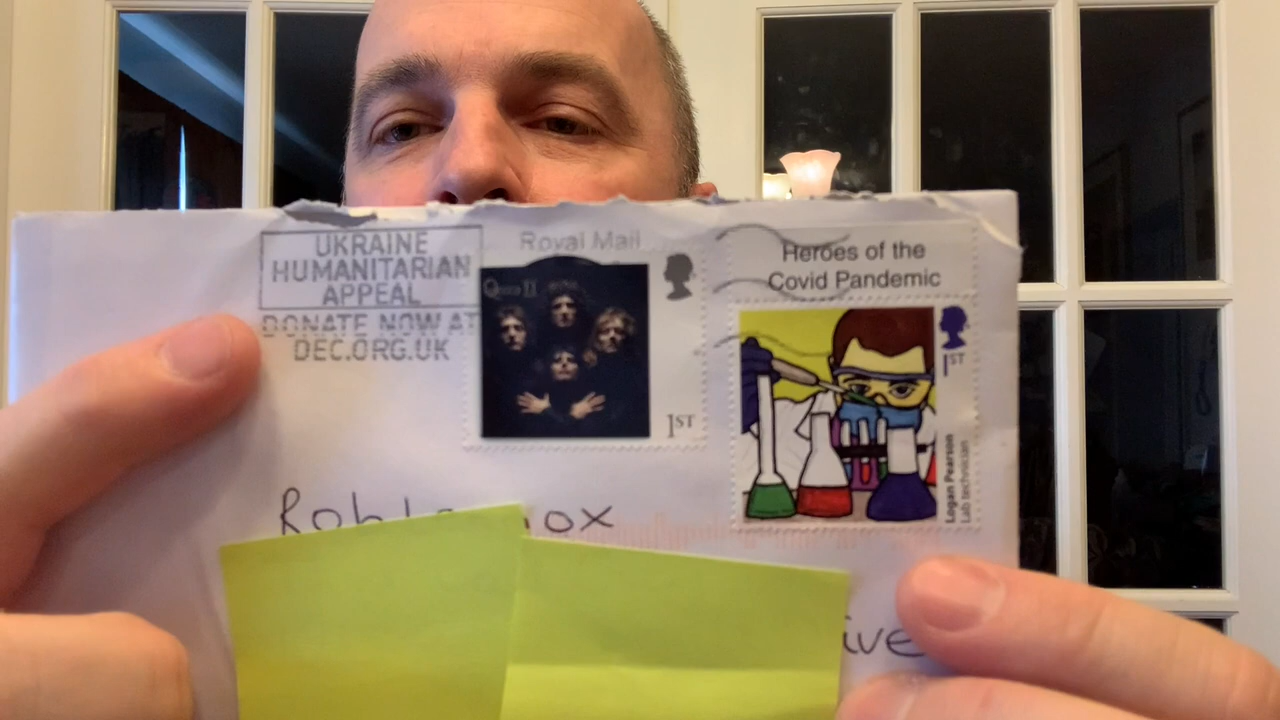 UKRAINE
HUMANITARIAN
APPEAL
DONATE NOW AT
DEC.ORG.UK
Royal Mail
Queen II
1ST
Heroes of the
Covid Pandemic
1ST
Logan Pearson
Lab technician